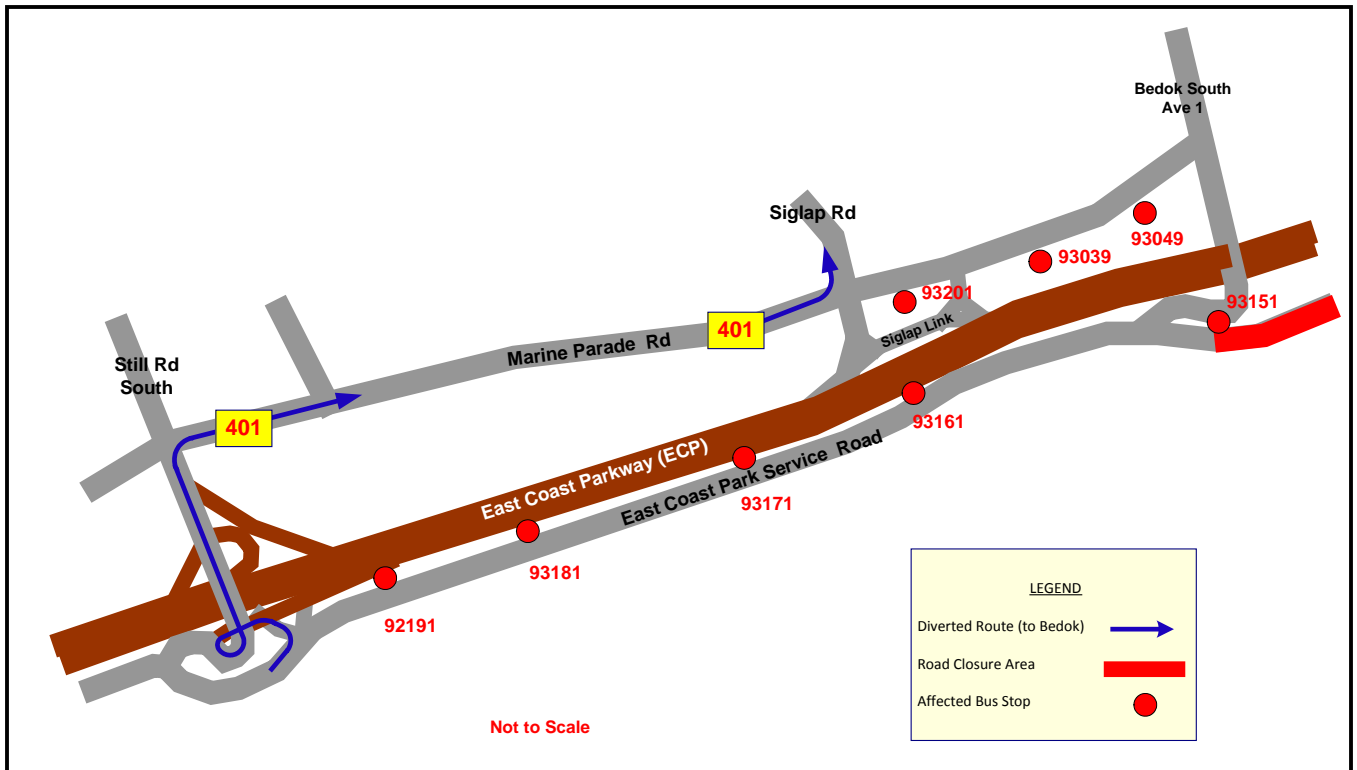 Bedok South
Ave 1
Siglap Rd
93049
93039
93201
93151
Siglap Link
401
Marine Parade  Rd
Still Rd
South
401
93161
East Coast Parkway (ECP)
East Coast Park Service  Road
93171
93181
92191
LEGEND
Diverted Route (to Bedok)
Road Closure Area
Affected Bus Stop
Not to Scale